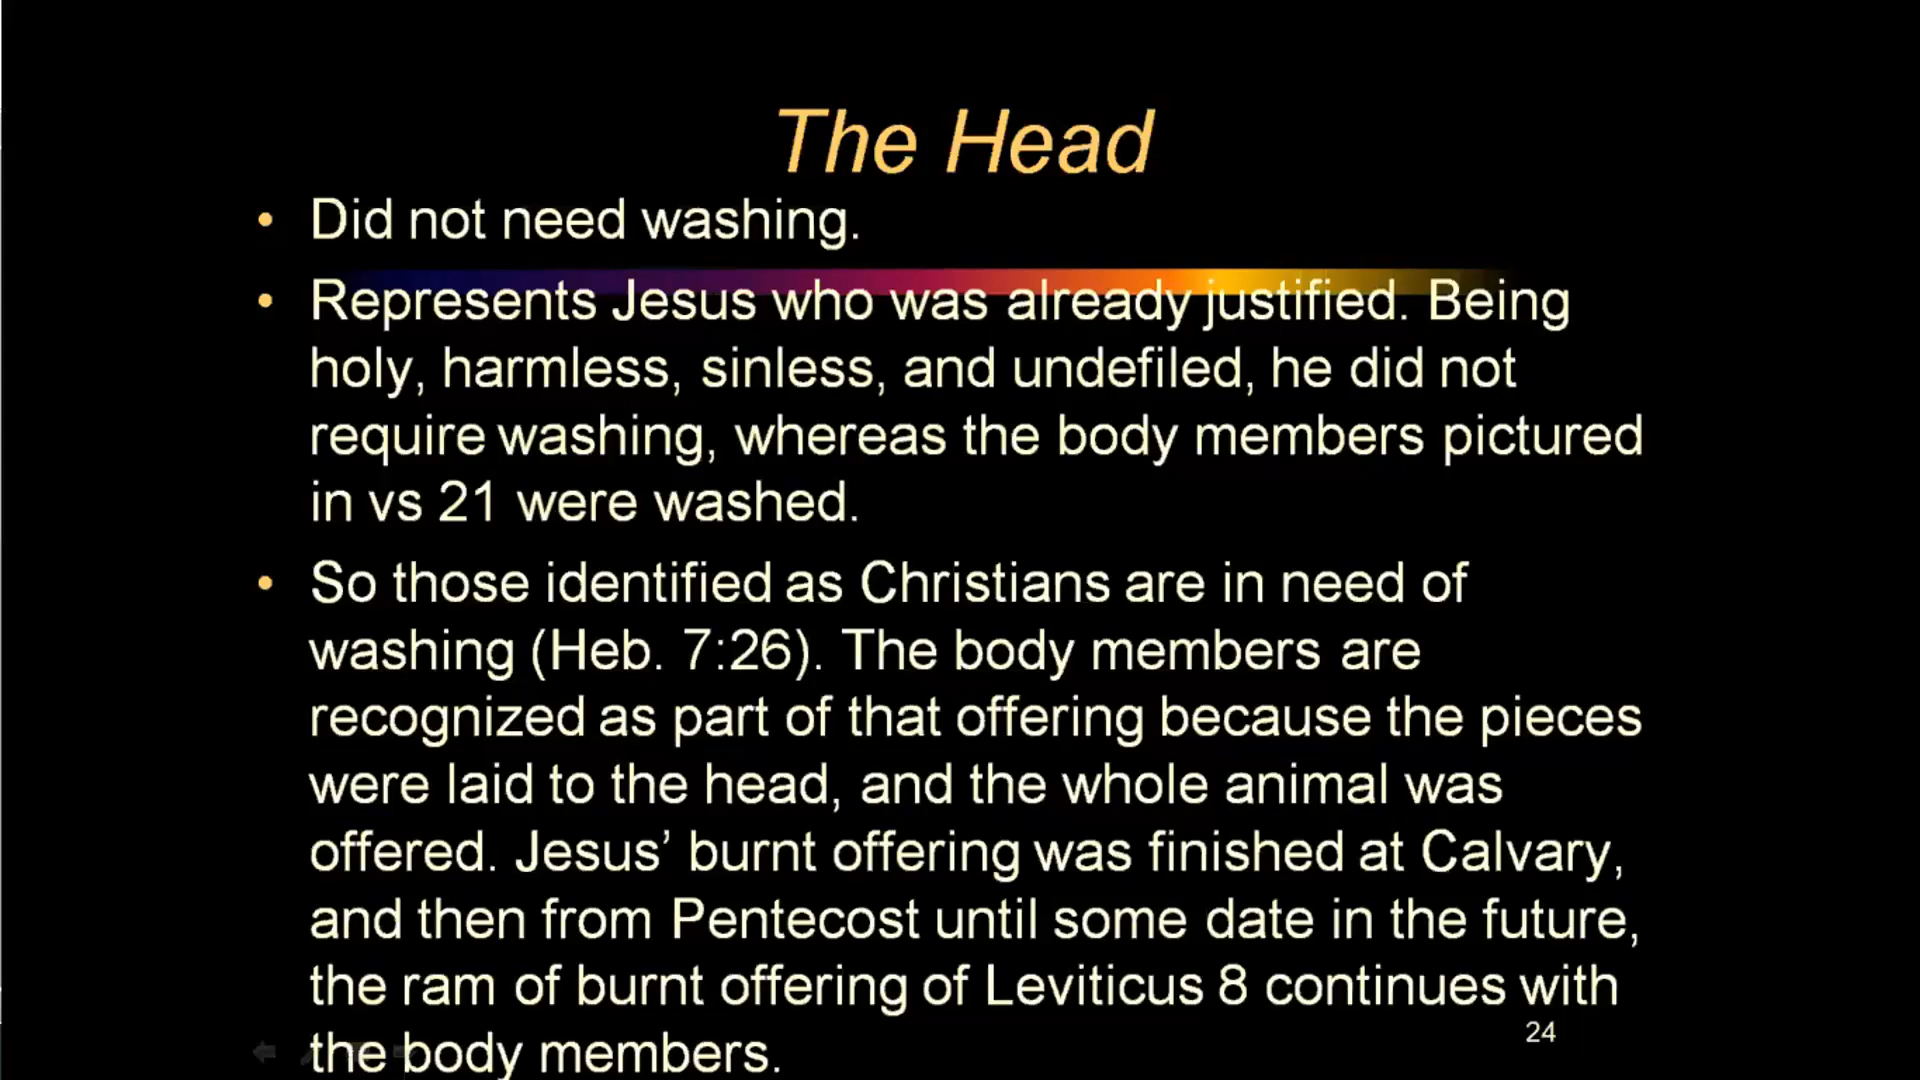 The Head
• Did not need washing.
• Represents Jesus who was already justified. Being
holy, harmless, sinless, and undefiled, he did not
require washing, whereas the body members pictured
in vs 21 were washed.
• So those identified as Christians are in need of
washing (Heb. 7:26). The body members are
recognized as part of that offering because the pieces
were laid to the head, and the whole animal was
offered. Jesus’ burnt offering was finished at Calvary,
and then from Pentecost until some date in the future,
the ram of burnt offering of Leviticus 8 continues with
the body members.
24